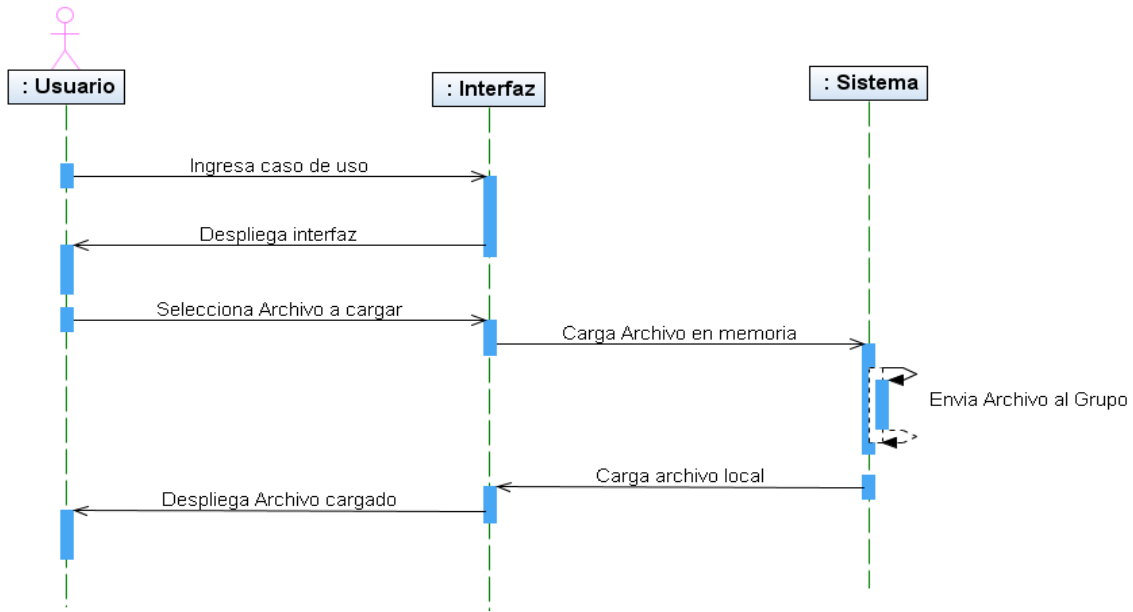 : Usuario
: Interfaz
: Sistema
Ingresa caso de uso
Despliega interfaz
Selecciona Archivo a cargar
Carga Archivo en memoria
Envia Archivo al Grupo
Carga archivo local
Despliega Archivo cargado